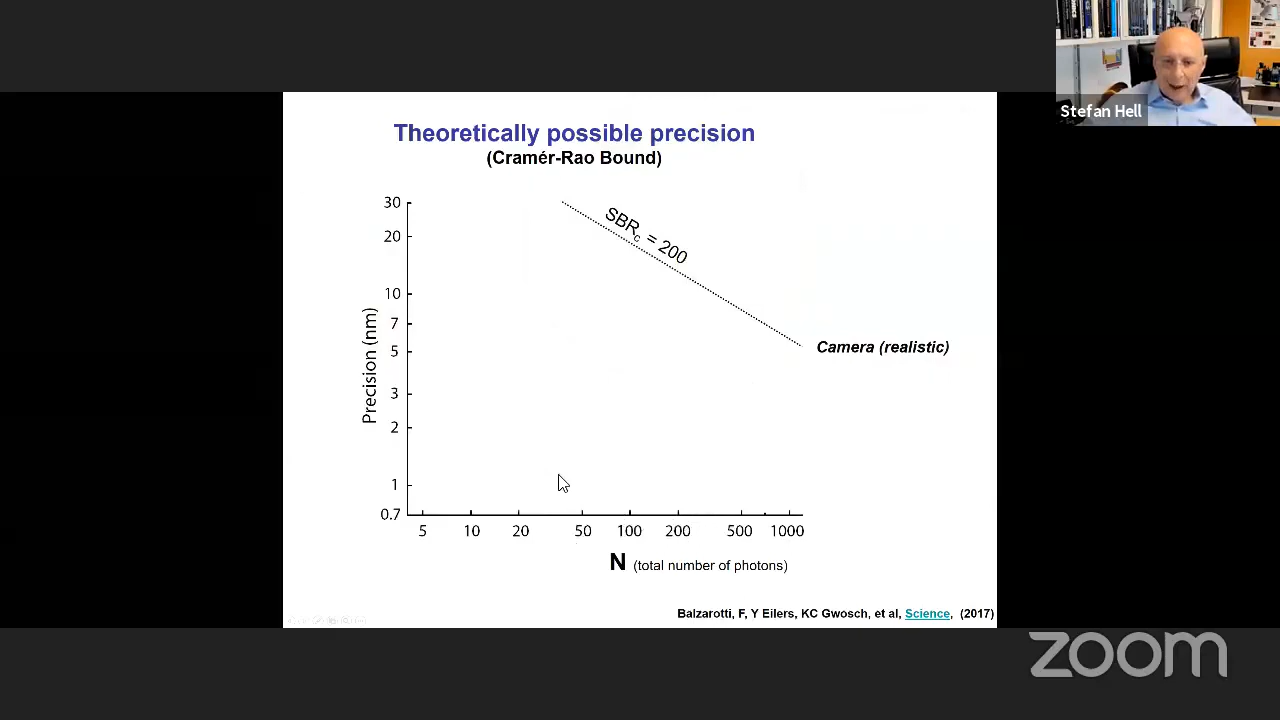 Stefan Hell
Theoretically possible precision
(Cramér-Rao Bound)
30
20
10
7
5
3
2
1
0.7
Precision (nm)
SBRc = 200
Camera (realistic)
5 10 20 50 100 200 500 1000
N (total number of photons)
Balzarotti, F, Y Eilers, KC Gwosch, et al, Science, (2017)
zoom